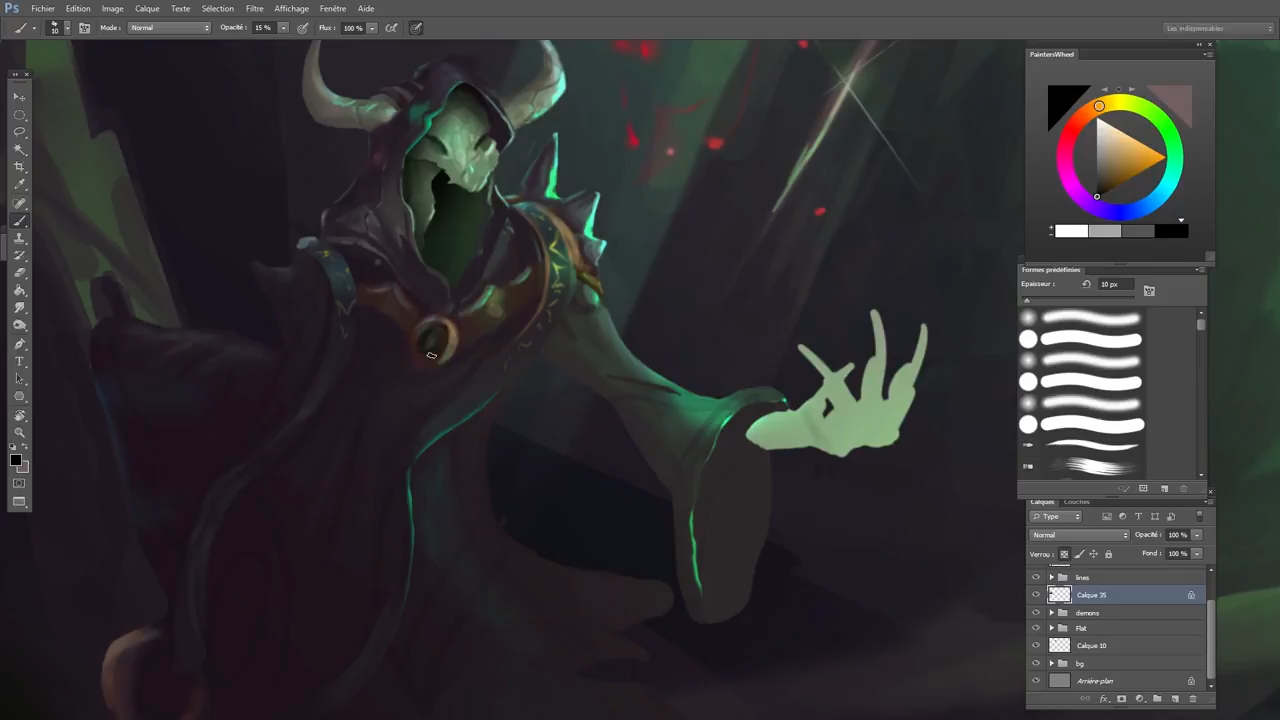 Ps Fichier Edition Image Calque Texte Sélection Filtre Affichage Fenêtre Aide
10 Mode : Normal Opacité : 15 % Flux : 100 % Les indispensables
PaintersWheel
Formes prédéfinies
Epaisseur : 10 px
Calques Couches
Type
Normal Opacité : 100 %
Verrou : Fond : 100 %
lines
Calque 35
demons
Flat
Calque 10
bg
Arrière-plan
fx